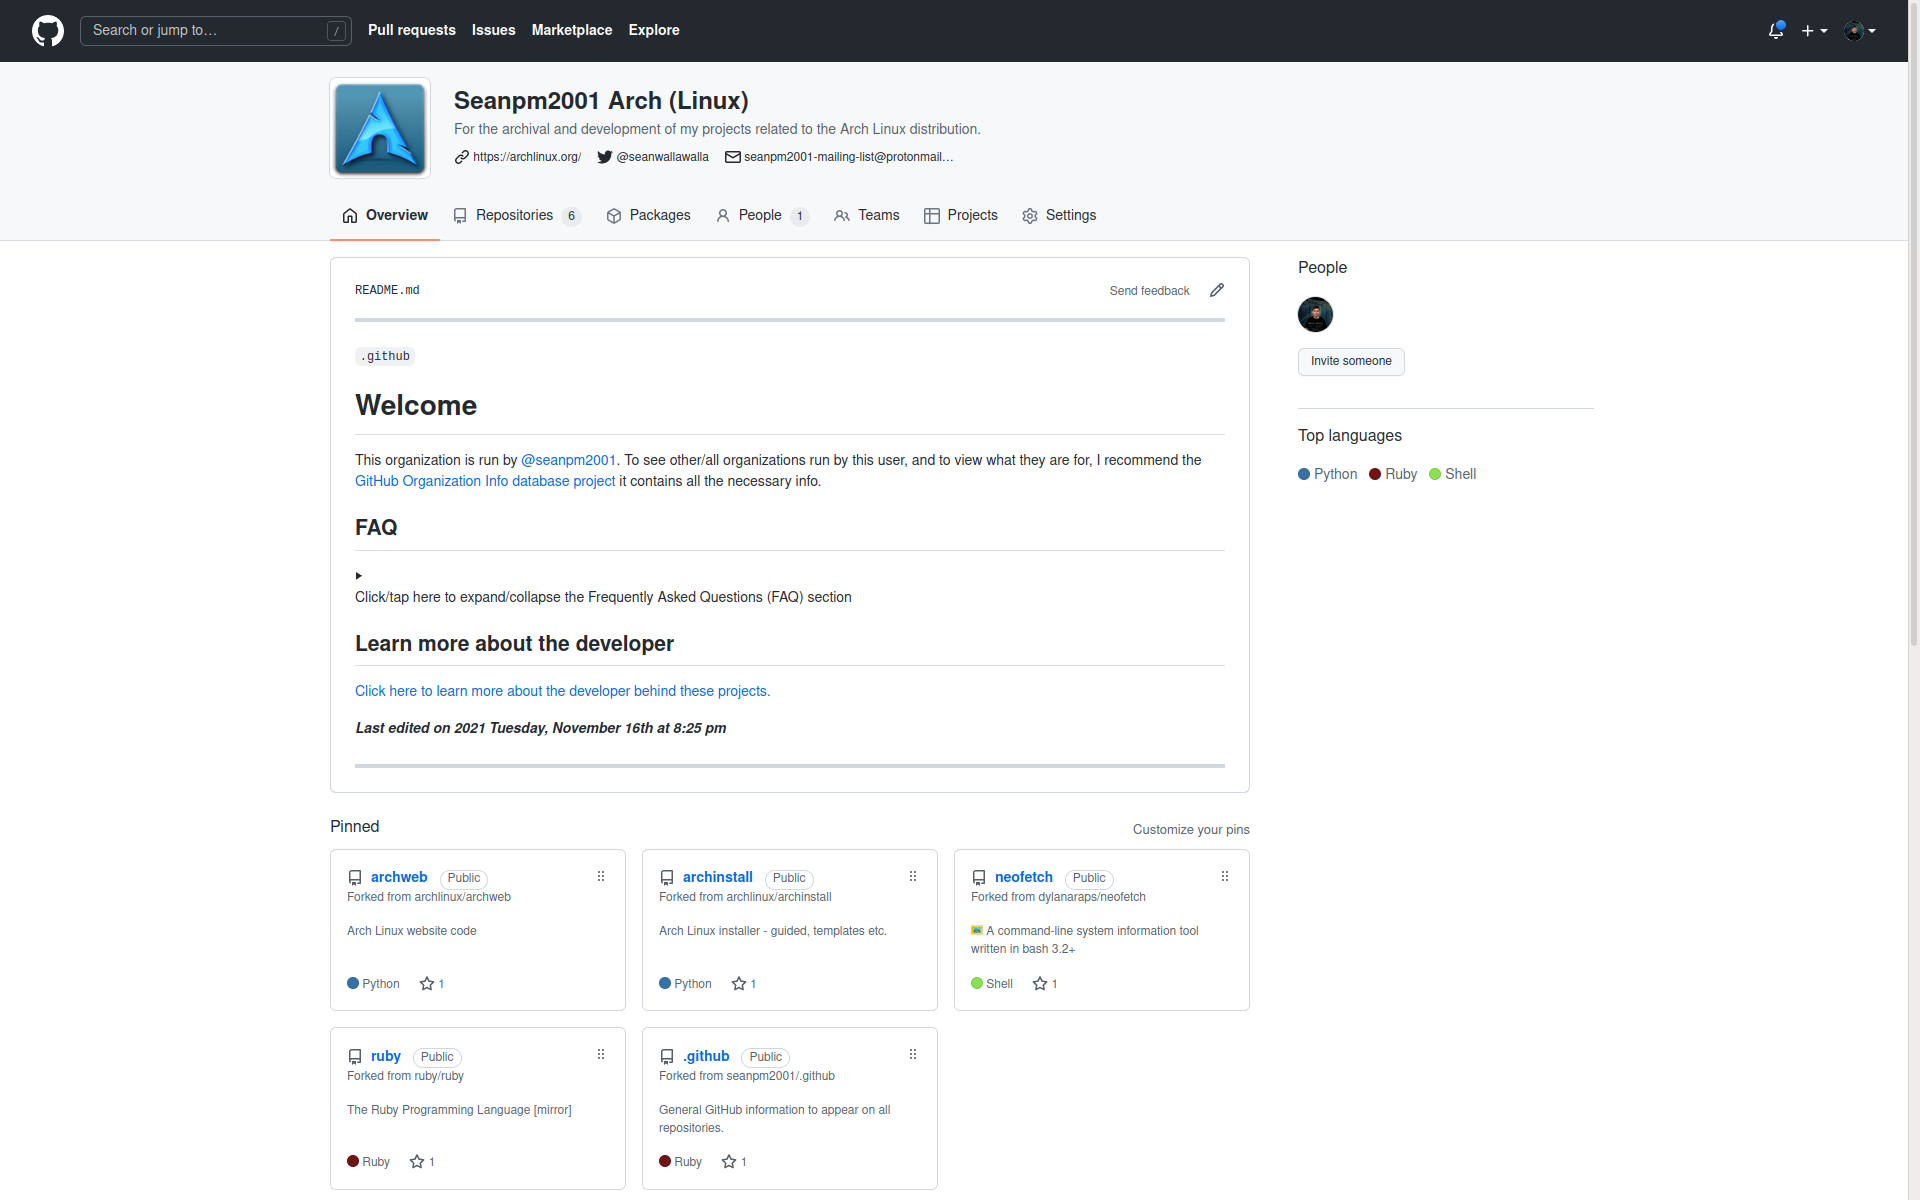 Search or jump to… /
Pull requests Issues Marketplace Explore
Seanpm2001 Arch (Linux)
For the archival and development of my projects related to the Arch Linux distribution.
https://archlinux.org/ @seanwallawalla seanpm2001-mailing-list@protonmail…
Overview Repositories 6 Packages People 1 Teams Projects Settings
README.md Send feedback
.github
Welcome
This organization is run by @seanpm2001. To see other/all organizations run by this user, and to view what they are for, I recommend the
GitHub Organization Info database project it contains all the necessary info.
FAQ
Click/tap here to expand/collapse the Frequently Asked Questions (FAQ) section
Learn more about the developer
Click here to learn more about the developer behind these projects.
Last edited on 2021 Tuesday, November 16th at 8:25 pm
People
Invite someone
Top languages
Python Ruby Shell
Pinned Customize your pins
archweb Public
Forked from archlinux/archweb
Arch Linux website code
Python 1
archinstall Public
Forked from archlinux/archinstall
Arch Linux installer - guided, templates etc.
Python 1
neofetch Public
Forked from dylanaraps/neofetch
A command-line system information tool
written in bash 3.2+
Shell 1
ruby Public
Forked from ruby/ruby
The Ruby Programming Language [mirror]
Ruby 1
.github Public
Forked from seanpm2001/.github
General GitHub information to appear on all
repositories.
Ruby 1